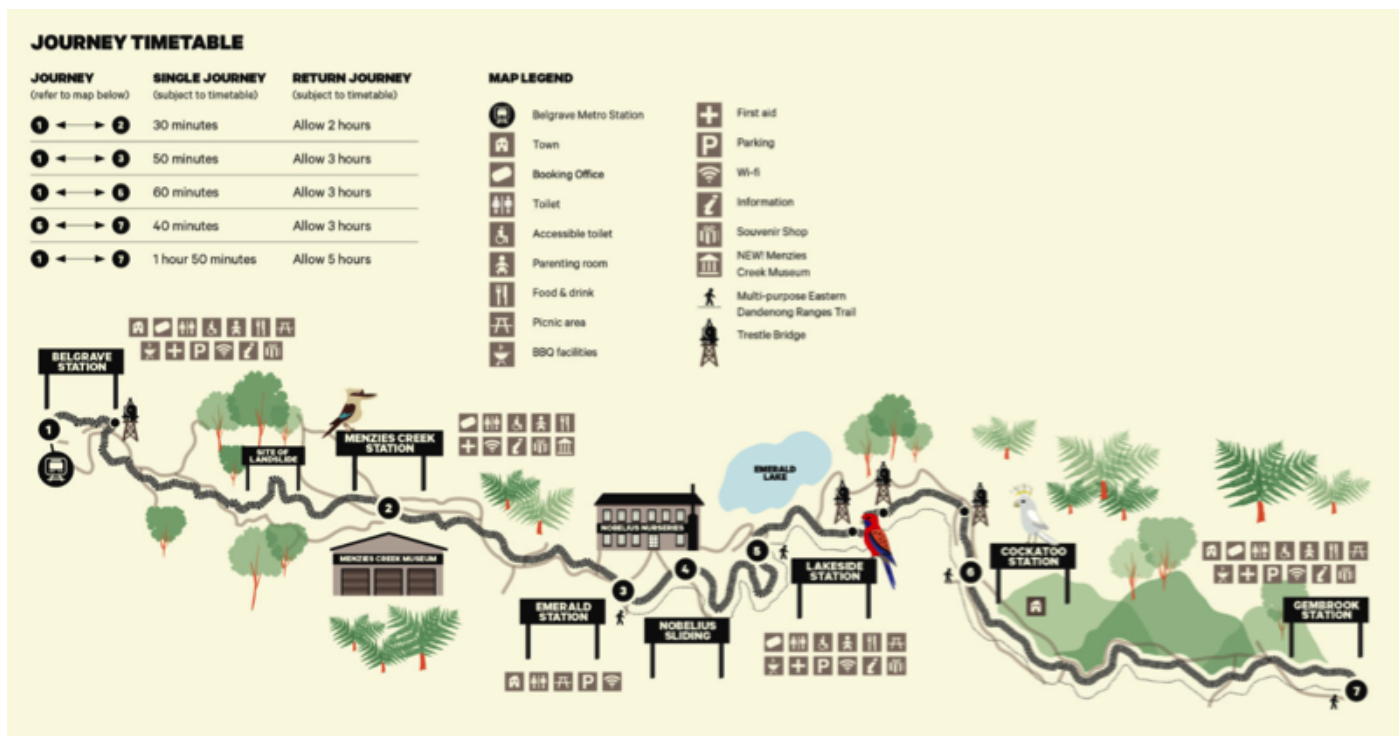 JOURNEY TIMETABLE
JOURNEY SINGLE JOURNEY RETURN JOURNEY
(refer to map below) (subject to timetable) (subject to timetable)
1 2 30 minutes Allow 2 hours
1 3 50 minutes Allow 3 hours
1 5 60 minutes Allow 3 hours
5 7 40 minutes Allow 3 hours
1 7 1 hour 50 minutes Allow 5 hours
MAP LEGEND
Belgrave Metro Station
Town
Booking Office
Toilet
Accessible toilet
Parenting room
Food & drink
Picnic area
BBQ facilities
First aid
P Parking
Wi-fi
i Information
Souvenir Shop
NEW! Menzies
Creek Museum
Multi-purpose Eastern
Dandenong Ranges Trail
Trestle Bridge
BELGRAVE
STATION
P i
1
SITE OF
LANDSLIDE
MENZIES CREEK
STATION
i
2
MENZIES CREEK MUSEUM
NOBELIUS NURSERIES
3
EMERALD
STATION
P
4
NOBELIUS
SLIDING
EMERALD
LAKE
5
LAKESIDE
STATION
P i
6
COCKATOO
STATION
P i
GEMBROOK
STATION
7